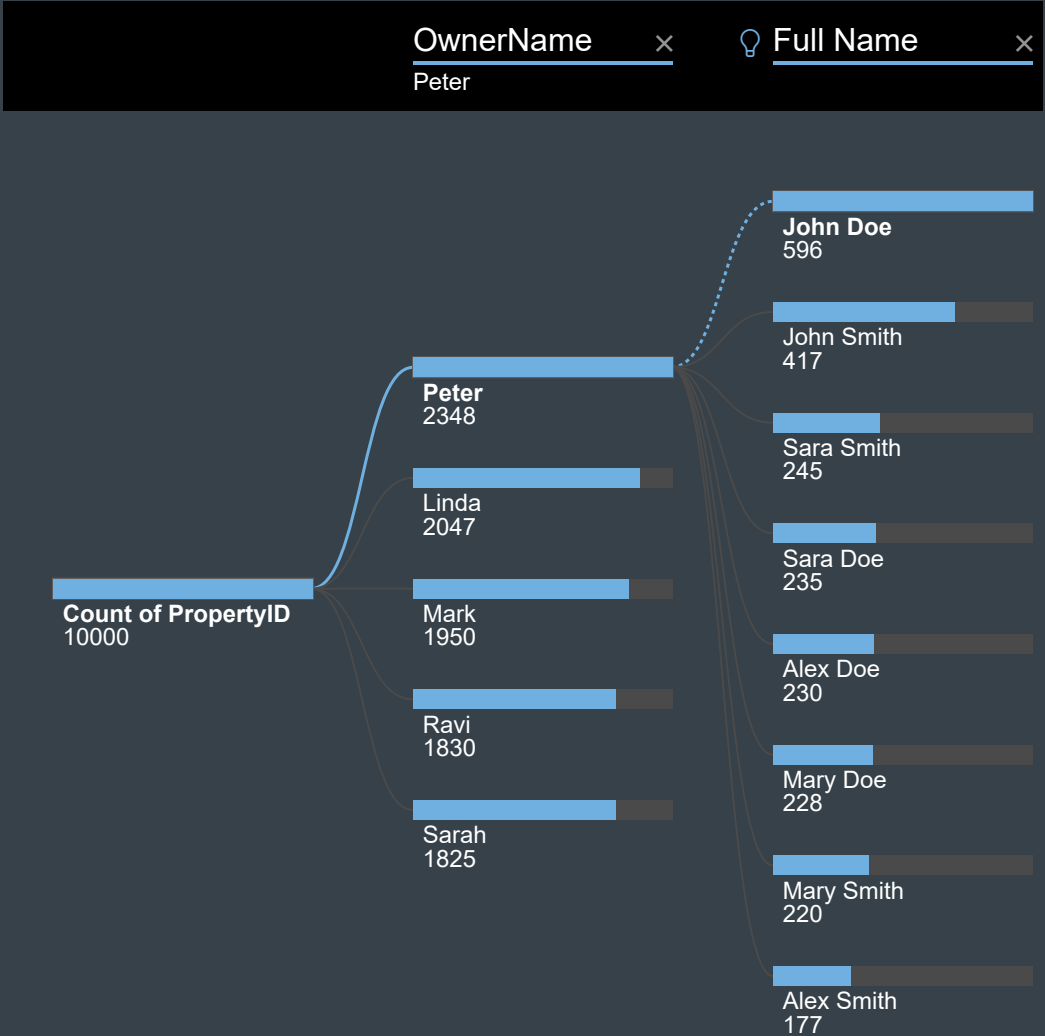 OwnerName
Full Name
Peter
Count of PropertyID
10000
Peter
2348
Linda
2047
Mark
1950
Ravi
1830
Sarah
1825
John Doe
596
John Smith
417
Sara Smith
245
Sara Doe
235
Alex Doe
230
Mary Doe
228
Mary Smith
220
Alex Smith
177